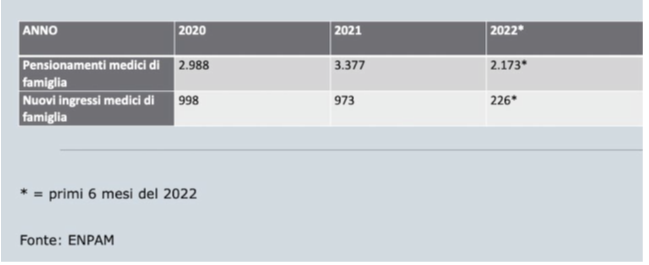 ANNO 2020 2021 2022*
Pensionamenti medici di 2.988 3.377 2.173*
famiglia
Nuovi ingressi medici di 998 973 226*
famiglia
* = primi 6 mesi del 2022
Fonte: ENPAM